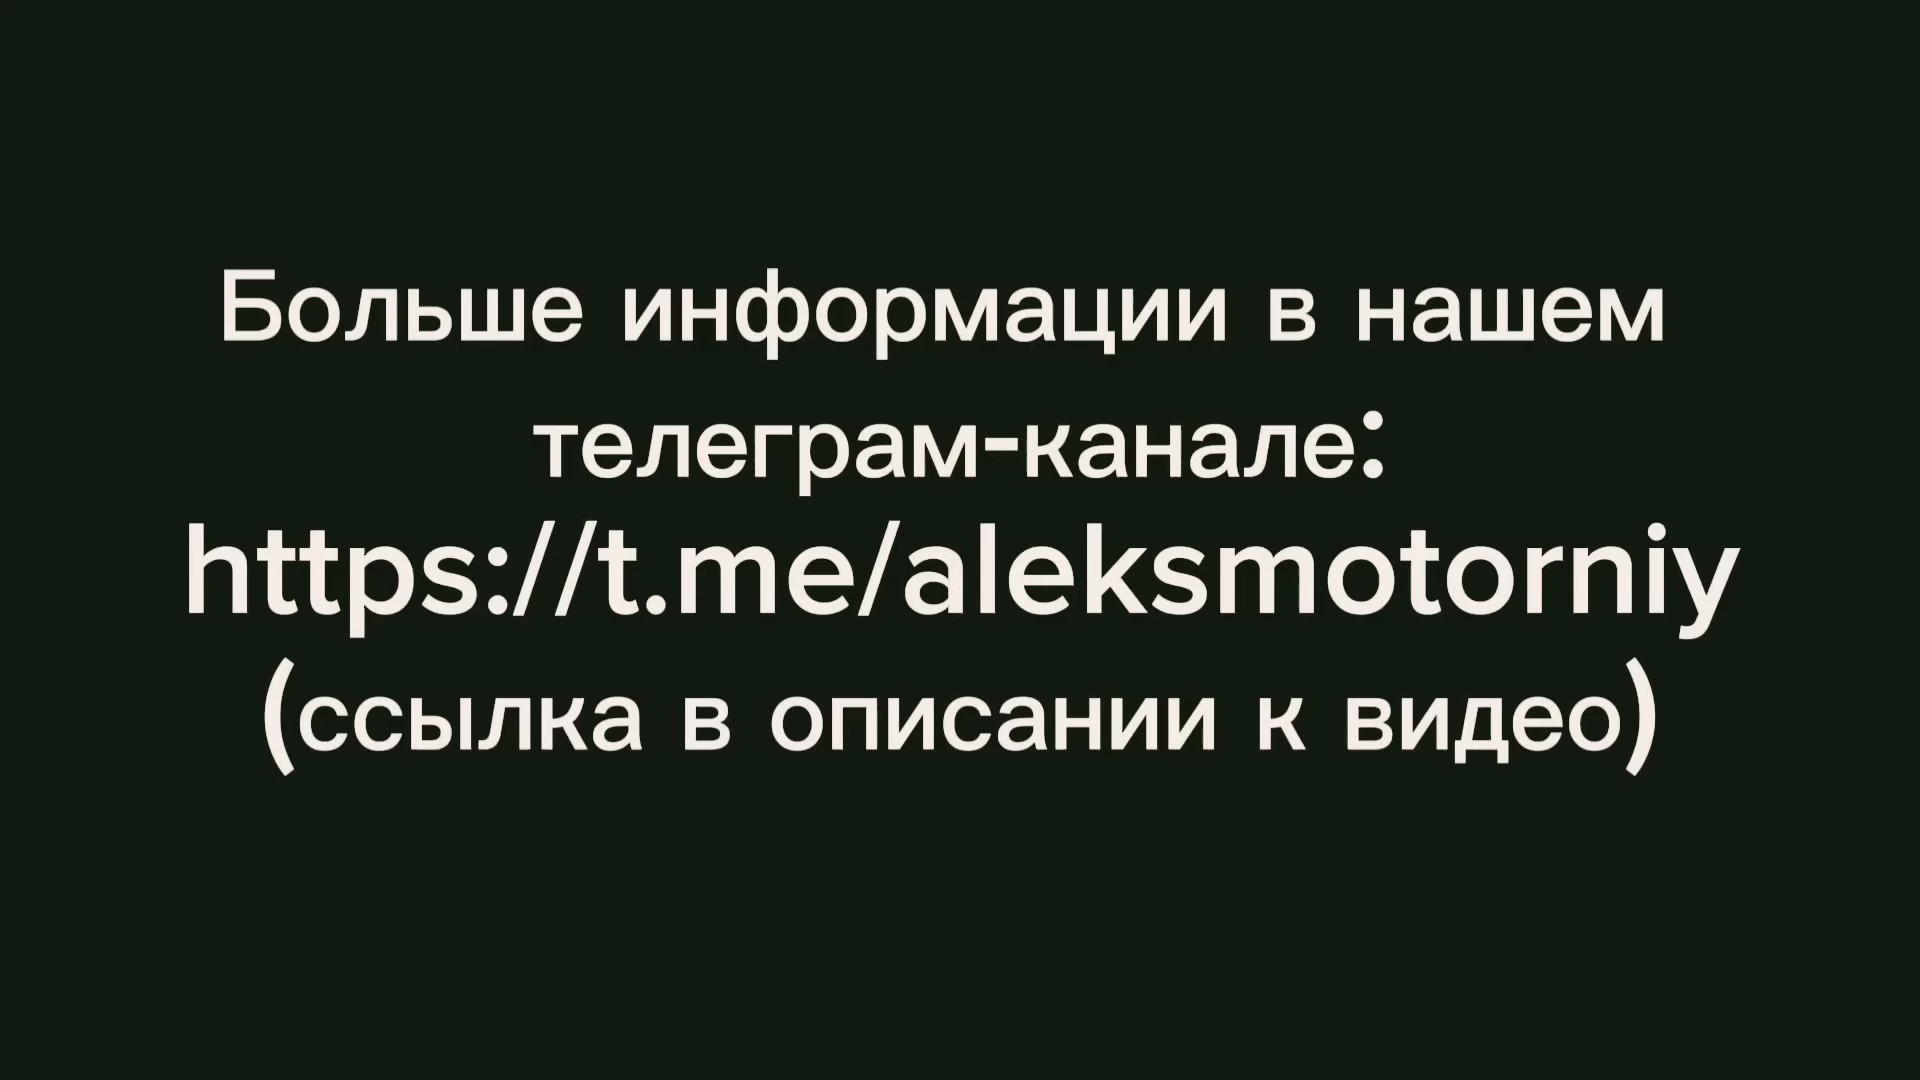 Больше информации в нашем
телеграм-канале:
https://t.me/aleksmotorniy
(ссылка в описании к видео)